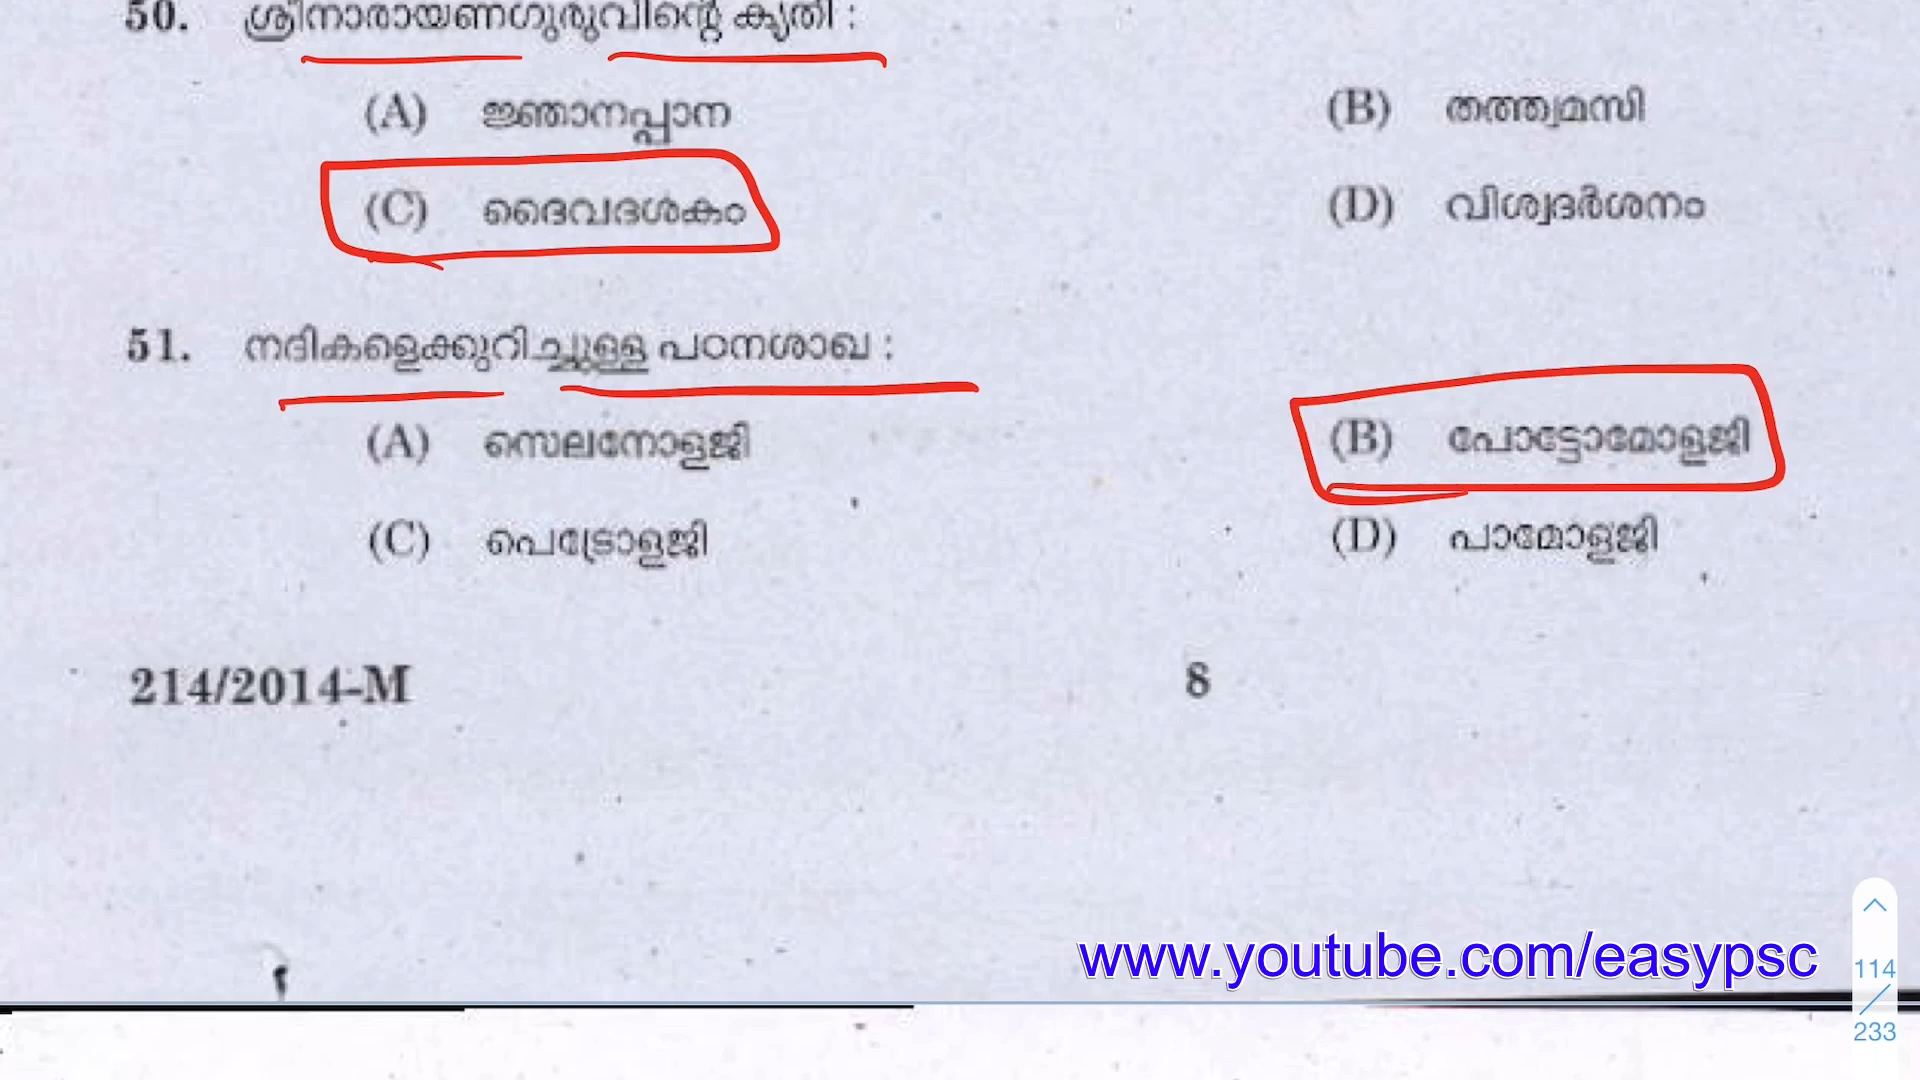 50. ശ്രീനാരായണഗുരുവിന്റെ കൃതി :
(A) ജ്ഞാനപ്പാന (B) തത്ത്വമസി
(C) ദൈവദശകം (D) വിശ്വദർശനം
51. നദികളെക്കുറിച്ചുള്ള പഠനശാഖ :
(A) സെലനോളജി (B) പോട്ടോമോളജി
(C) പെട്രോളജി (D) പാമോളജി
214/2014-M 8
www.youtube.com/easypsc
114
233